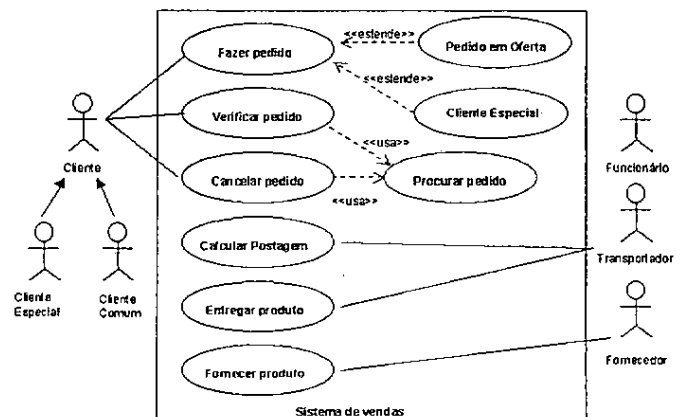 Fazer pedido
<<estende>>
Pedido em Oferta
<<estende>>
Verificar pedido
Cliente Especial
<<usa>>
Cliente
Funcionário
Cancelar pedido
Procurar pedido
<<usa>>
Calcular Postagem
Transportador
Cliente
Especial
Cliente
Comum
Entregar produto
Fornecedor
Fornecer produto
Sistema de vendas